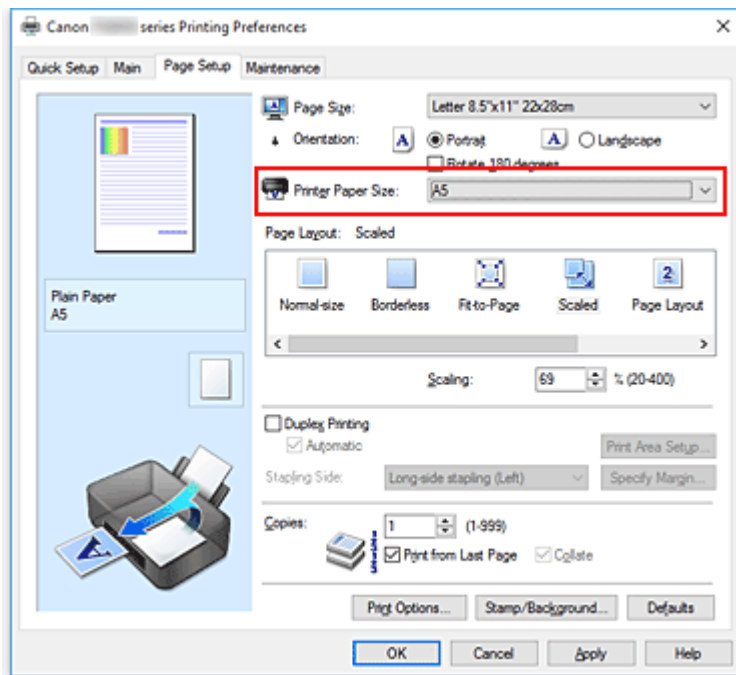 Canon series Printing Preferences
Quick Setup Main Page Setup Maintenance
Page Size: Letter 8.5"x11" 22x28cm
Orientation: A Portrait A Landscape
Rotate 180 degrees
Printer Paper Size: A5
Page Layout: Scaled
Plain Paper
A5
Normal-size Borderless Fit-to-Page Scaled Page Layout
Scaling: 69 % (20-400)
Duplex Printing
Automatic Print Area Setup...
Stapling Side: Long-side stapling (Left) Specify Margin...
Copies: 1 (1-999)
Print from Last Page Collate
Print Options... Stamp/Background... Defaults
OK Cancel Apply Help